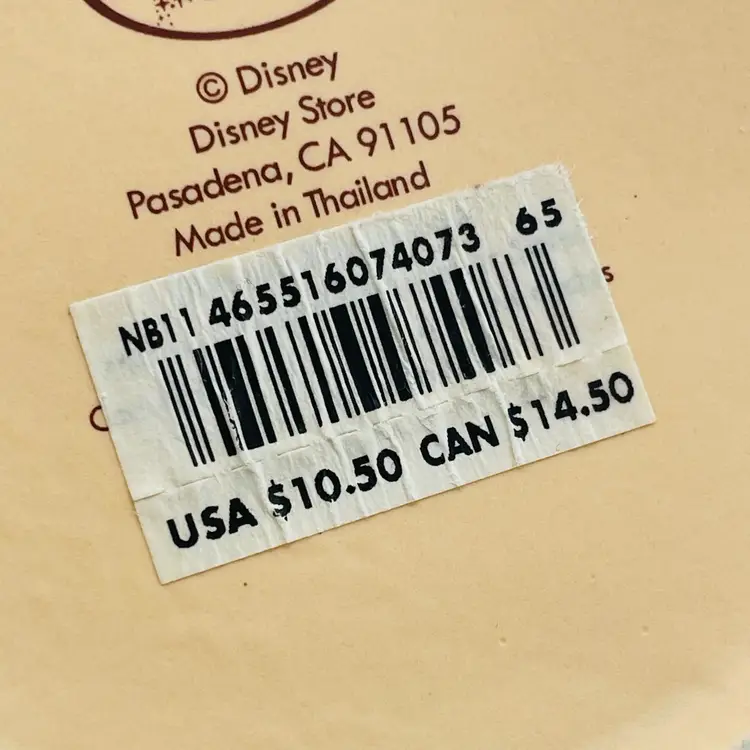 © Disney
Disney Store
Pasadena, CA 91105
Made in Thailand
NB11 465516074073 65
USA $10.50 CAN $14.50